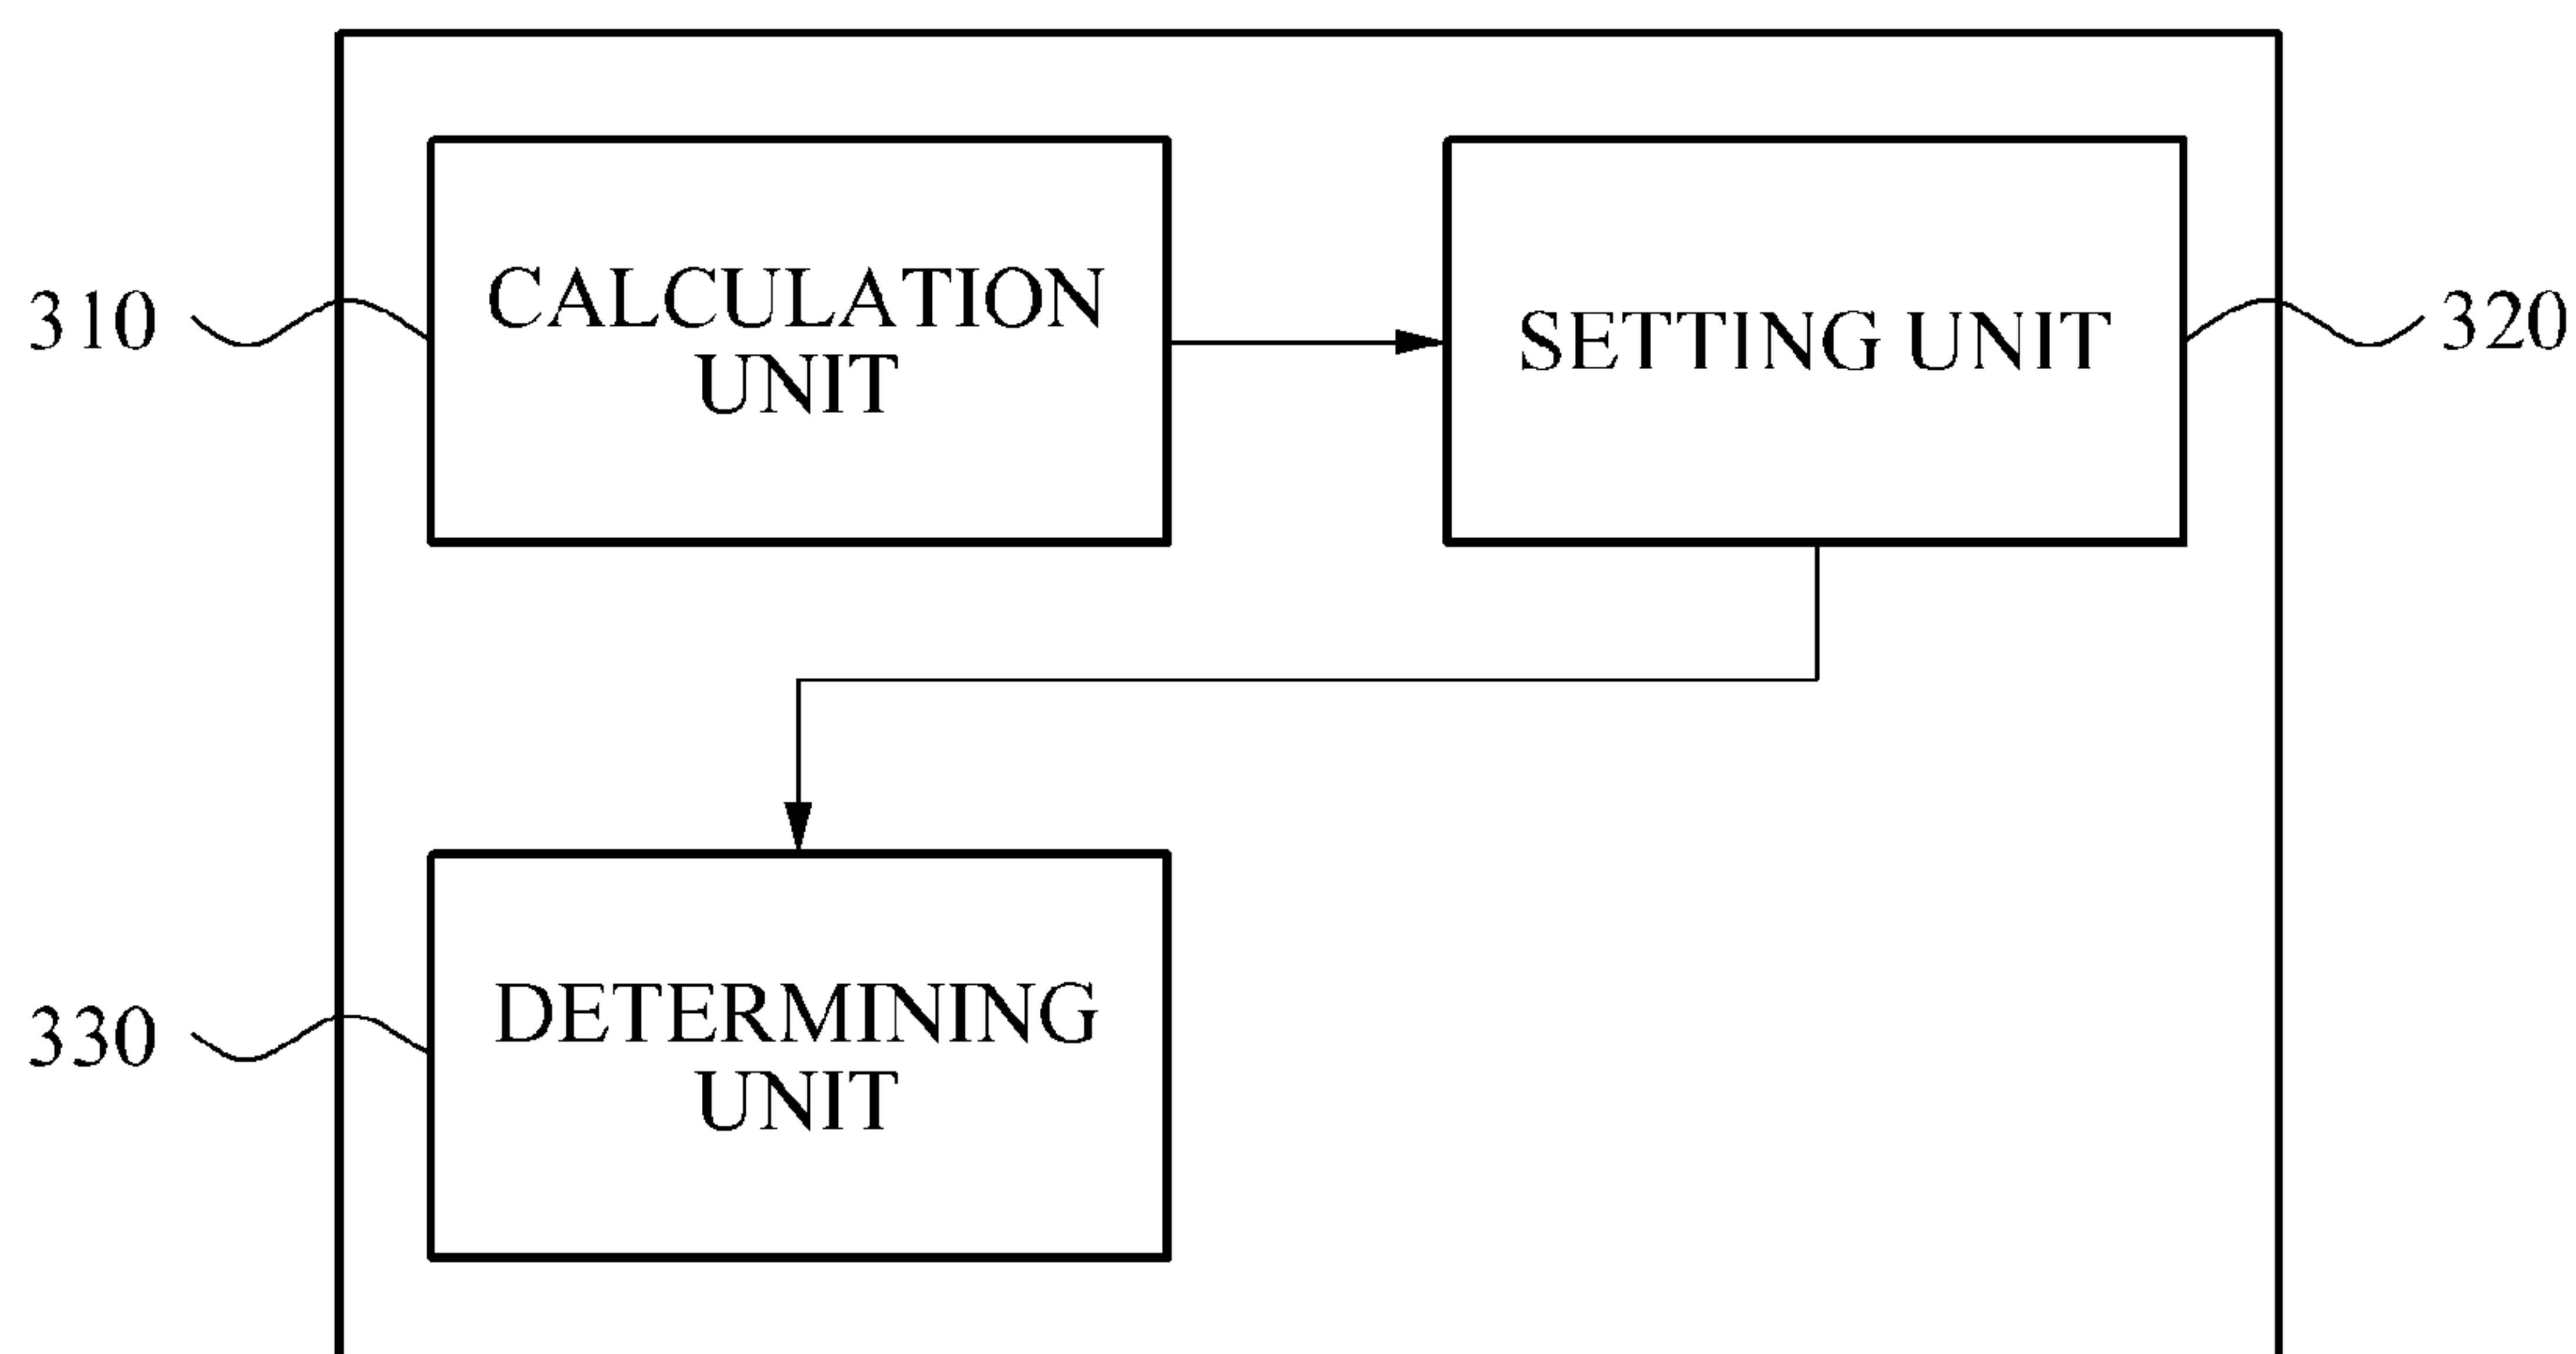 310
CALCULATION
UNIT
SETTING UNIT
320
330
DETERMINING
UNIT